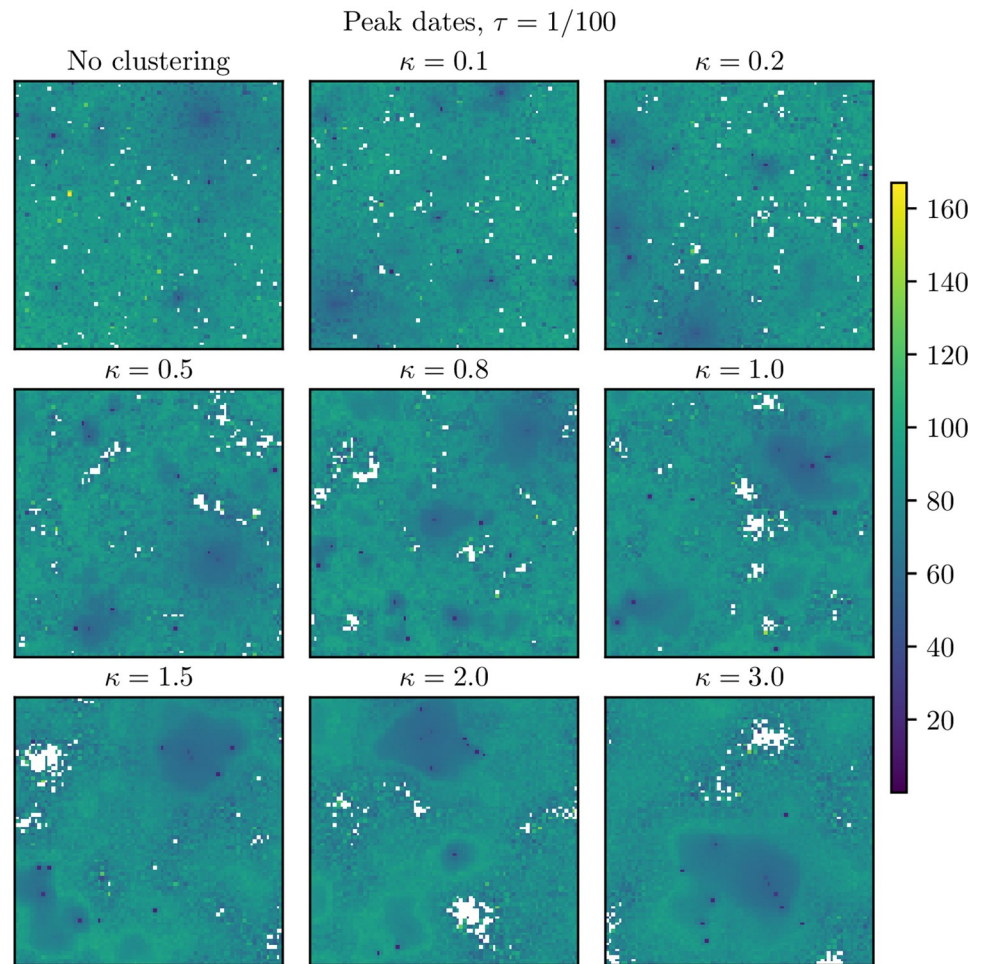 Peak dates, τ = 1/100
No clustering
κ = 0.1
κ = 0.2
κ = 0.5
κ = 0.8
κ = 1.0
κ = 1.5
κ = 2.0
κ = 3.0
160
140
120
100
80
60
40
20